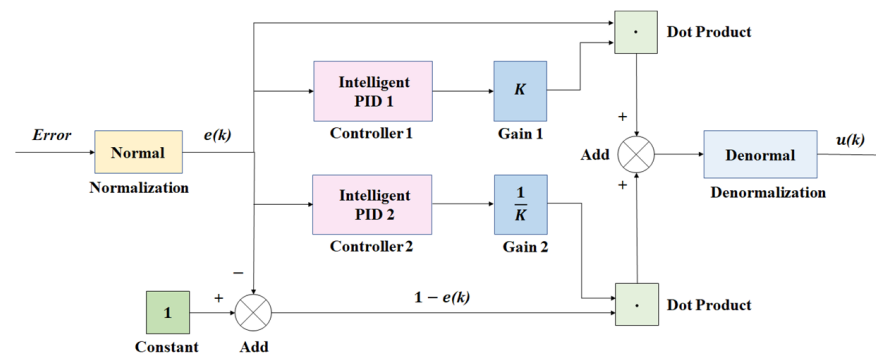 ·
Dot Product
Intelligent
PID 1
K
Controller 1
Gain 1
Error
Normal
e(k)
Normalization
+
Add
Denormal
u(k)
Denormalization
+
Intelligent
PID 2
1
K
Controller 2
Gain 2
−
+
1 − e(k)
1
Constant
Add
·
Dot Product